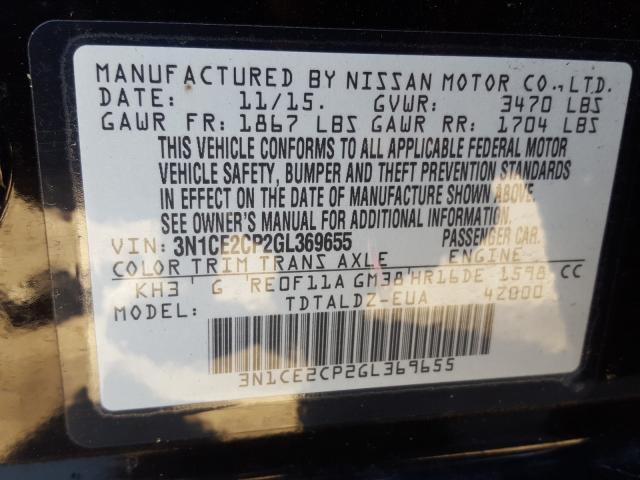 MANUFACTURED BY NISSAN MOTOR CO., LTD.
DATE: 11/15. GVWR: 3470 LBS
GAWR FR: 1867 LBS GAWR RR: 1704 LBS
THIS VEHICLE CONFORMS TO ALL APPLICABLE FEDERAL MOTOR
VEHICLE SAFETY, BUMPER AND THEFT PREVENTION STANDARDS
IN EFFECT ON THE DATE OF MANUFACTURE SHOWN ABOVE.
SEE OWNER'S MANUAL FOR ADDITIONAL INFORMATION.
VIN: 3N1CE2CP2GL369655 PASSENGER CAR.
COLOR TRIM TRANS AXLE ENGINE
KH3 G RE0F11A GM38 HR16DE 1598 CC
MODEL: TDTALDZ-EUA 4Z000
3N1CE2CP2GL369655